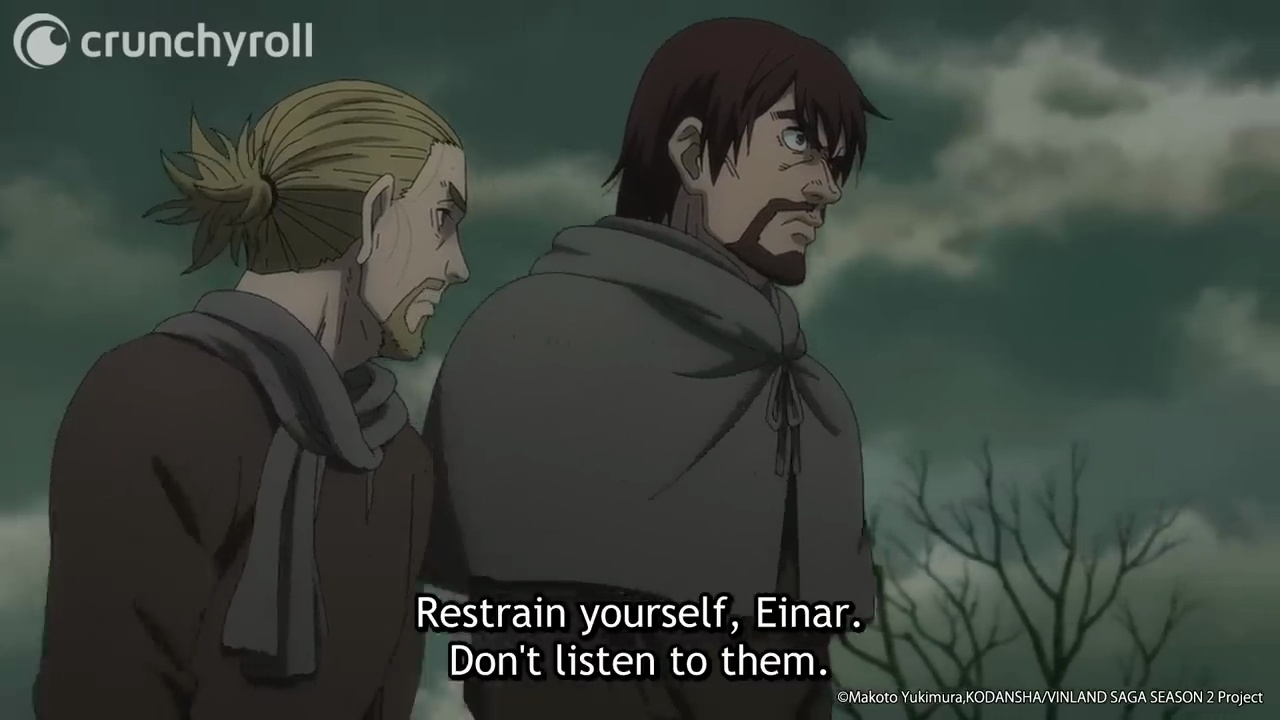 crunchyroll
Restrain yourself, Einar.
Don't listen to them.
©Makoto Yukimura,KODANSHA/VINLAND SAGA SEASON 2 Project